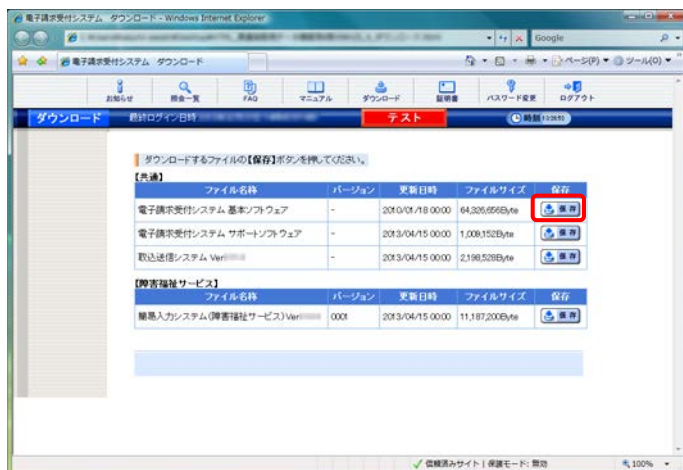 電子請求受付システム ダウンロード - Windows Internet Explorer
Google
電子請求受付システム ダウンロード
ページ(P) ツール(O)
お知らせ 照会一覧 FAQ マニュアル ダウンロード 証明書 パスワード変更 ログアウト
ダウンロード 最終ログイン日時 テスト 時刻
ダウンロードするファイルの【保存】ボタンを押してください。
【共通】
ファイル名称 バージョン 更新日時 ファイルサイズ 保存
電子請求受付システム 基本ソフトウェア - 2010/01/18 00:00 64,326,656Byte 保存
電子請求受付システム サポートソフトウェア - 2013/04/15 00:00 1,009,152Byte 保存
取込送信システム Ver - 2013/04/15 00:00 2,198,528Byte 保存
【障害福祉サービス】
ファイル名称 バージョン 更新日時 ファイルサイズ 保存
簡易入力システム(障害福祉サービス)Ver 0001 2013/04/15 00:00 11,187,200Byte 保存
信頼済みサイト | 保護モード: 無効 100%